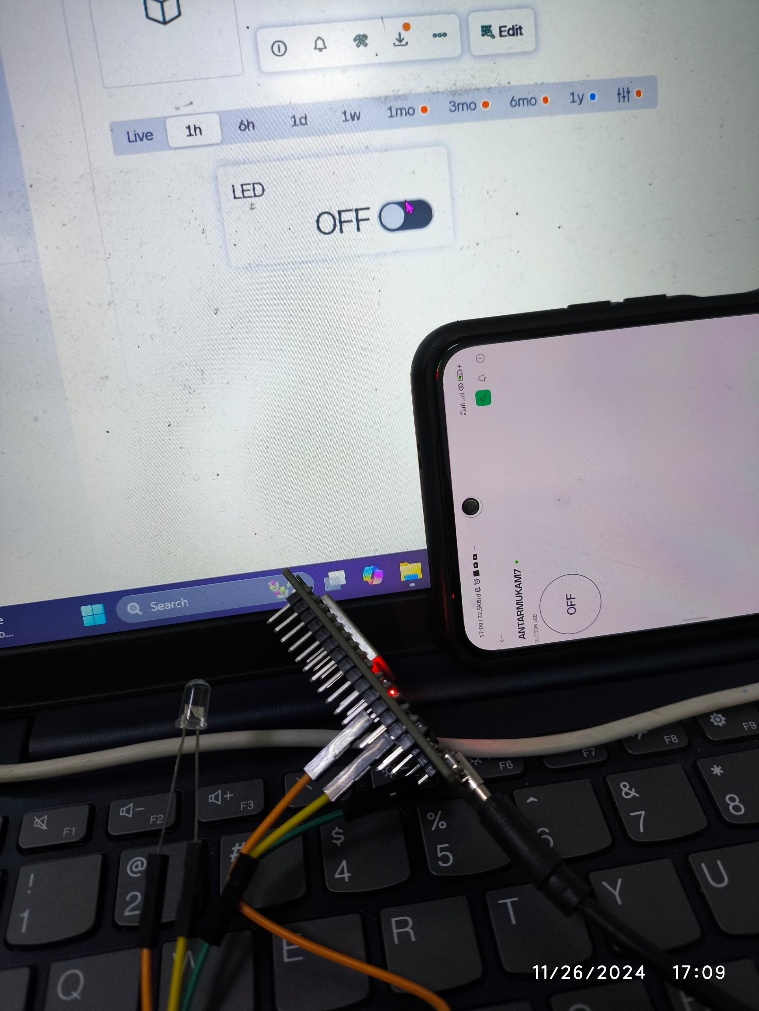 Edit
Live 1h 6h 1d 1w 1mo 3mo 6mo 1y
LED
OFF
Search
ANTARMUKAM7
OFF
F1 F2 F3 F6 F7 F8 F9
! 1
@ 2
#
$ 4
% 5
^ 6
& 7
* 8
Q W E R T Y U
11/26/2024 17:09